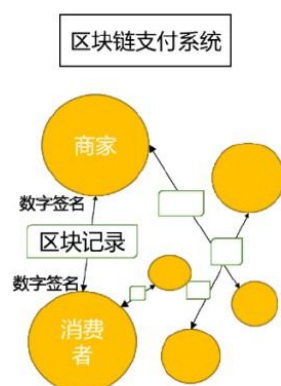 区块链支付系统
商家
数字签名
区块记录
数字签名
消费
者